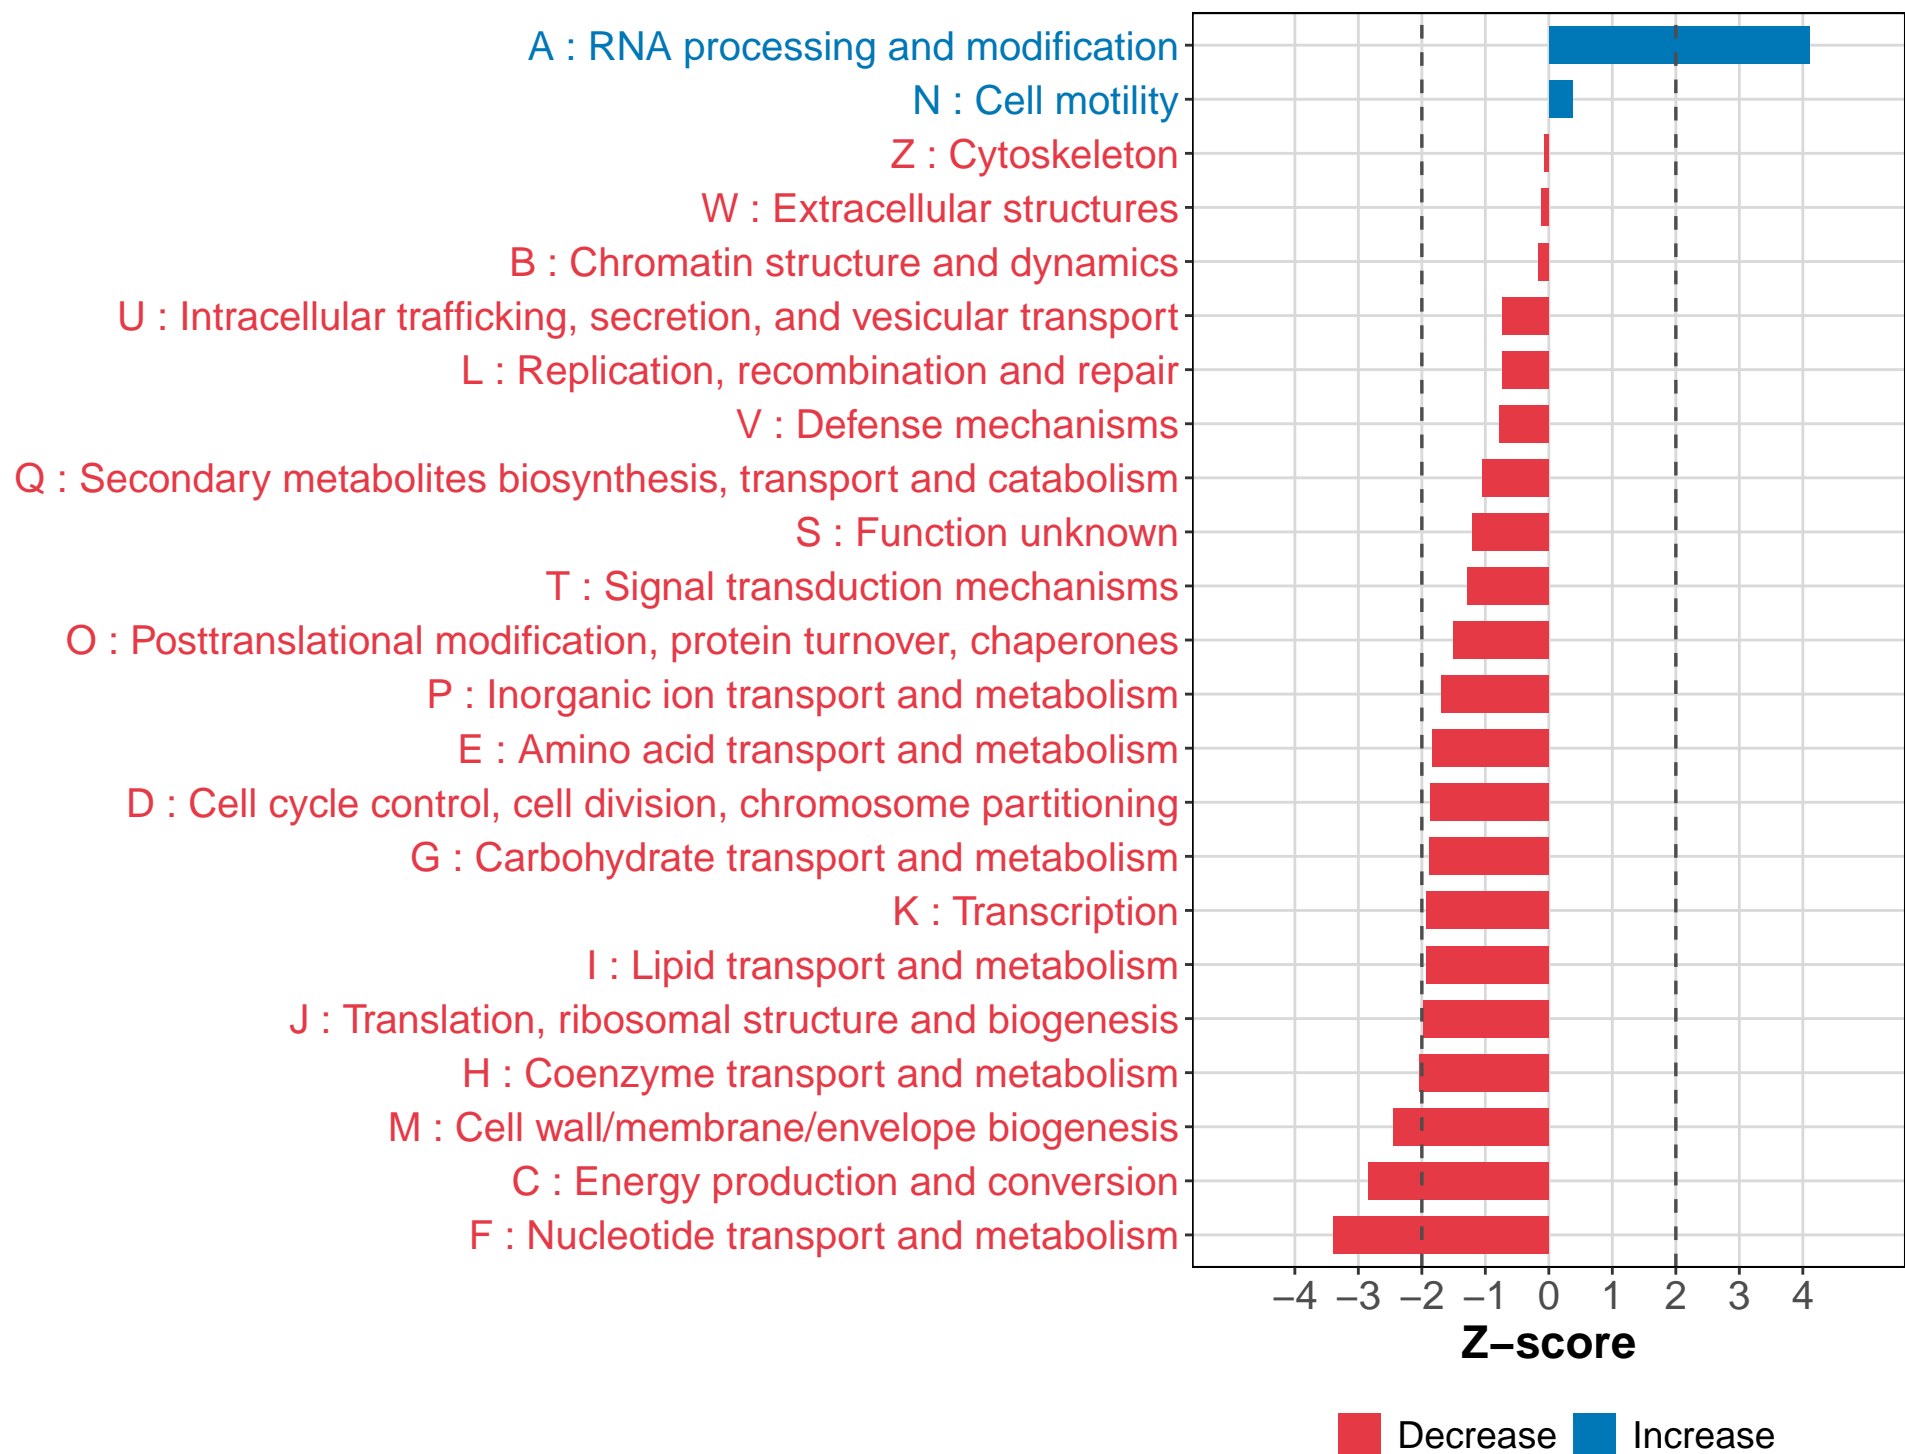 A : RNA processing and modification
N : Cell motility
Z : Cytoskeleton
W : Extracellular structures
B : Chromatin structure and dynamics
U : Intracellular trafficking, secretion, and vesicular transport
L : Replication, recombination and repair
V : Defense mechanisms
Q : Secondary metabolites biosynthesis, transport and catabolism
S : Function unknown
T : Signal transduction mechanisms
O : Posttranslational modification, protein turnover, chaperones
P : Inorganic ion transport and metabolism
E : Amino acid transport and metabolism
D : Cell cycle control, cell division, chromosome partitioning
G : Carbohydrate transport and metabolism
K : Transcription
I : Lipid transport and metabolism
J : Translation, ribosomal structure and biogenesis
H : Coenzyme transport and metabolism
M : Cell wall/membrane/envelope biogenesis
C : Energy production and conversion
F : Nucleotide transport and metabolism
−4 −3 −2 −1 0 1 2 3 4
Z−score
Decrease Increase